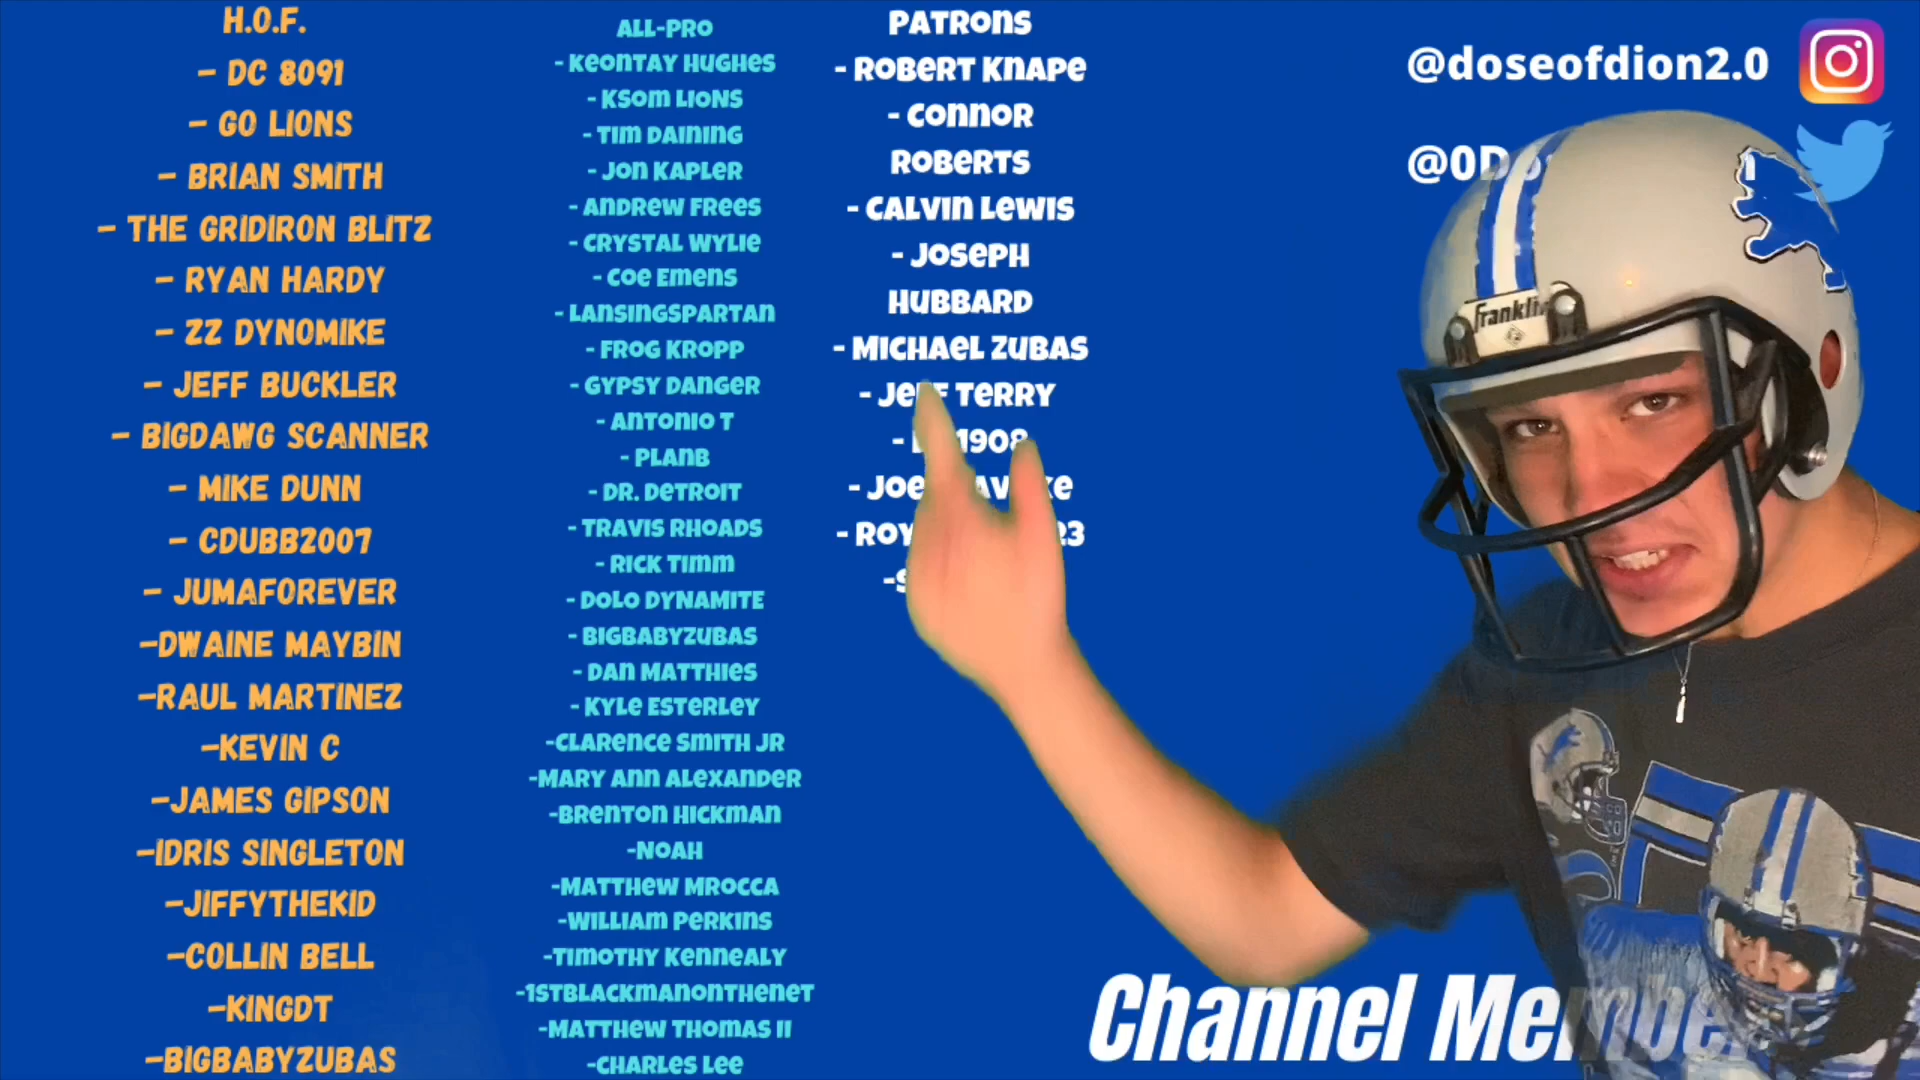 H.O.F.
- DC 8091
- GO LIONS
- BRIAN SMITH
- THE GRIDIRON BLITZ
- RYAN HARDY
- ZZ DYNOMIKE
- JEFF BUCKLER
- BIGDAWG SCANNER
- MIKE DUNN
- CDUBB2007
- JUMAFOREVER
-DWAINE MAYBIN
-RAUL MARTINEZ
-KEVIN C
-JAMES GIPSON
-IDRIS SINGLETON
-JIFFYTHEKID
-COLLIN BELL
-KINGDT
-BIGBABYZUBAS
ALL-PRO
- KEONTAY HUGHES
- KSOM LIONS
- TIM DAINING
- JON KAPLER
- ANDREW FREES
- CRYSTAL WYLIE
- COE EMENS
- LANSINGSPARTAN
- FROG KROPP
- GYPSY DANGER
- ANTONIO T
- PLANB
- DR. DETROIT
- TRAVIS RHOADS
- RICK TIMM
- DOLO DYNAMITE
- BIGBABYZUBAS
- DAN MATTHIES
- KYLE ESTERLEY
-CLARENCE SMITH JR
-MARY ANN ALEXANDER
-BRENTON HICKMAN
-NOAH
-MATTHEW MROCCA
-WILLIAM PERKINS
-TIMOTHY KENNEALY
-1STBLACKMANONTHENET
-MATTHEW THOMAS II
-CHARLES LEE
PATRONS
- ROBERT KNAPE
- CONNOR
ROBERTS
- CALVIN LEWIS
- JOSEPH
HUBBARD
- MICHAEL ZUBAS
- JEFF TERRY
@doseofdion2.0
Franklin
Channel